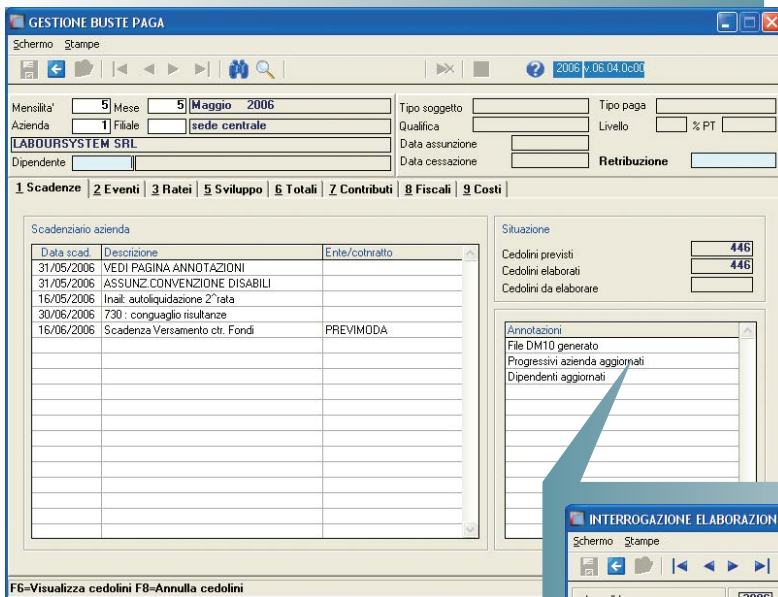 GESTIONE BUSTE PAGA
Schermo Stampe
2006 v.06.04.0c00
Mensilita' 5 Mese 5 Maggio 2006
Azienda 1 Filiale sede centrale
LABOURSYSTEM SRL
Dipendente
Tipo soggetto Tipo paga
Qualifica Livello % PT
Data assunzione
Data cessazione Retribuzione
1 Scadenze 2 Eventi 3 Ratei 5 Sviluppo 6 Totali 7 Contributi 8 Fiscali 9 Costi
Scadenziario azienda
Data scad. Descrizione Ente/cotnratto
31/05/2006 VEDI PAGINA ANNOTAZIONI
31/05/2006 ASSUNZ.CONVENZIONE DISABILI
16/05/2006 Inail: autoliquidazione 2^rata
30/06/2006 730 : conguaglio risultanze
16/06/2006 Scadenza Versamento ctr. Fondi PREVIMODA
Situazione
Cedolini previsti 446
Cedolini elaborati 446
Cedolini da elaborare
Annotazioni
File DM10 generato
Progressivi azienda aggiornati
Dipendenti aggiornati
F6=Visualizza cedolini F8=Annulla cedolini
INTERROGAZIONE ELABORAZION
Schermo Stampe